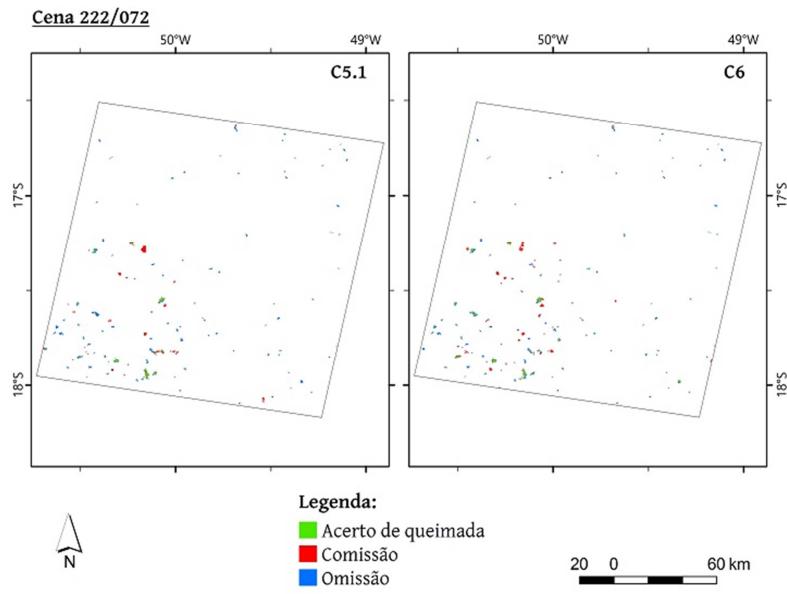 Cena 222/072
50°W 49°W 50°W 49°W
C5.1 C6
17°S 17°S
18°S 18°S
Legenda:
Acerto de queimada
Comissão
Omissão
N
20 0 60 km